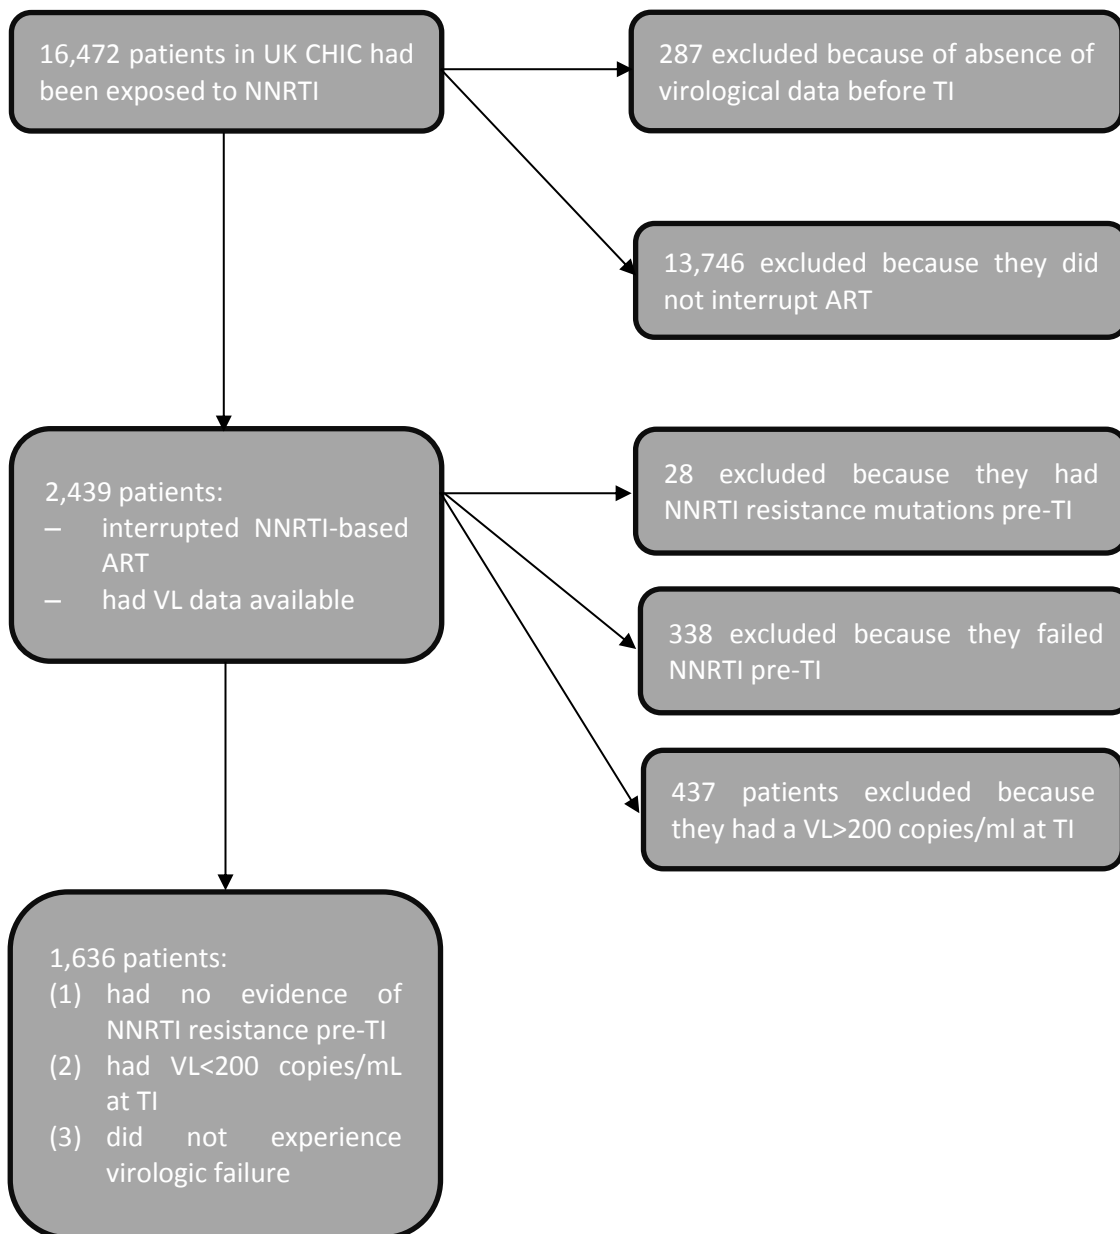 16,472 patients in UK CHIC had
been exposed to NNRTI
287 excluded because of absence of
virological data before TI
13,746 excluded because they did
not interrupt ART
2,439 patients:
– interrupted NNRTI-based
ART
– had VL data available
28 excluded because they had
NNRTI resistance mutations pre-TI
338 excluded because they failed
NNRTI pre-TI
437 patients excluded because
they had a VL>200 copies/ml at TI
1,636 patients:
(1) had no evidence of
NNRTI resistance pre-TI
(2) had VL<200 copies/mL
at TI
(3) did not experience
virologic failure